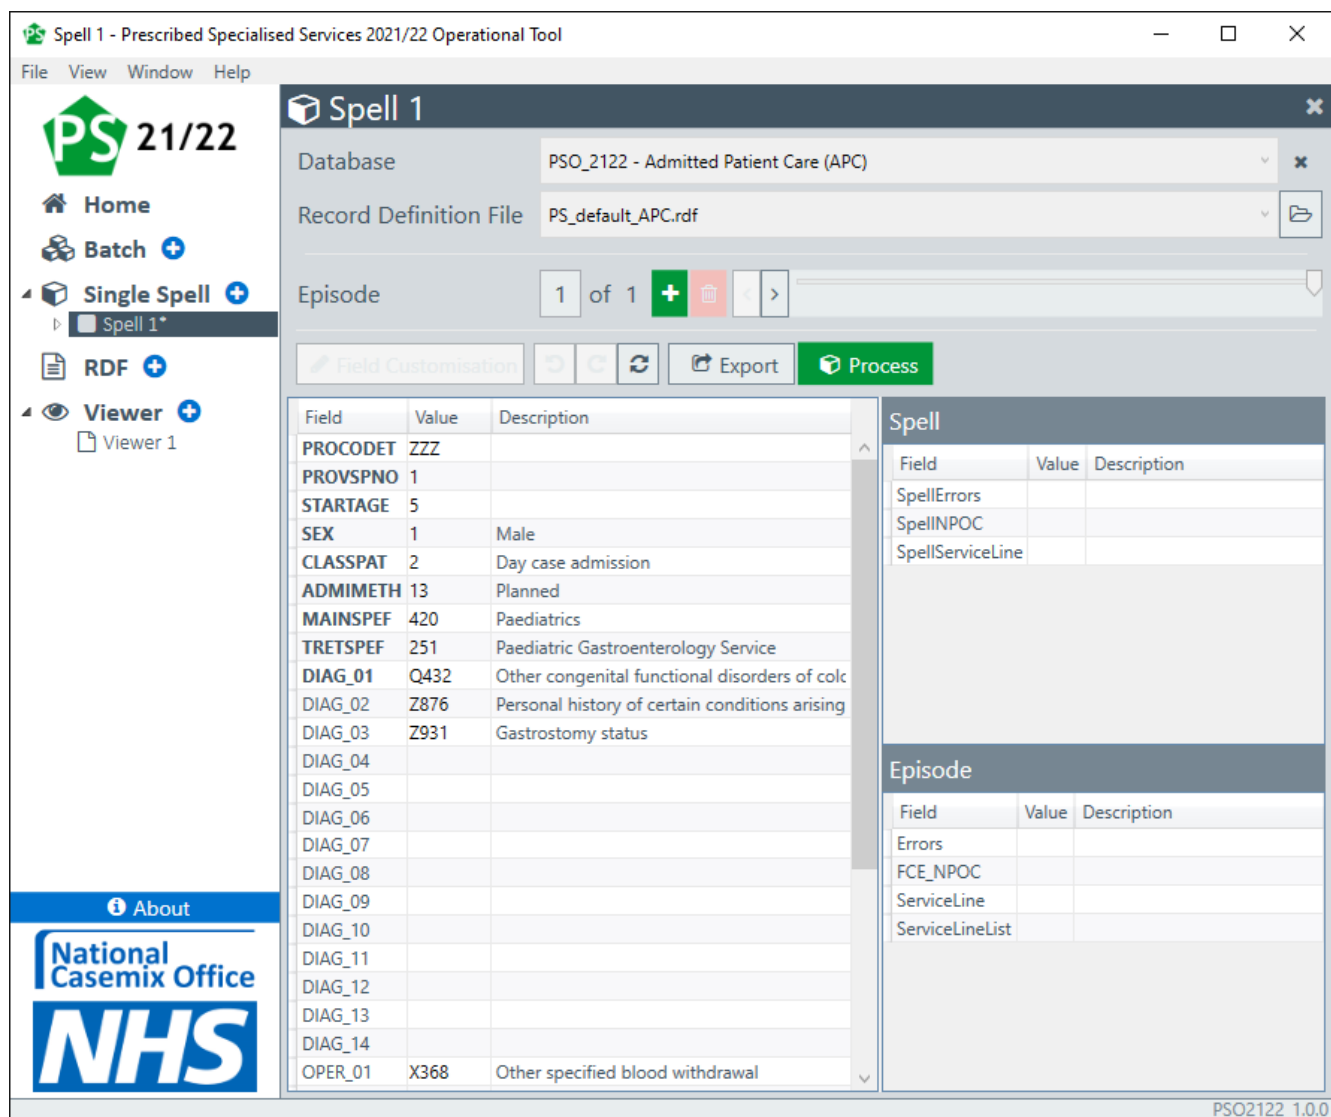 PS Spell 1 - Prescribed Specialised Services 2021/22 Operational Tool
File View Window Help
PS 21/22
Home
Batch
Single Spell
Spell 1*
RDF
Viewer
Viewer 1
About
National
Casemix Office
NHS
Spell 1
Database PSO_2122 - Admitted Patient Care (APC)
Record Definition File PS_default_APC.rdf
Episode 1 of 1
Field Customisation Export Process
Field Value Description
PROCODET ZZZ
PROVSPNO 1
STARTAGE 5
SEX 1 Male
CLASSPAT 2 Day case admission
ADMIMETH 13 Planned
MAINSPEF 420 Paediatrics
TRETSPEF 251 Paediatric Gastroenterology Service
DIAG_01 Q432 Other congenital functional disorders of colc
DIAG_02 Z876 Personal history of certain conditions arising
DIAG_03 Z931 Gastrostomy status
DIAG_04
DIAG_05
DIAG_06
DIAG_07
DIAG_08
DIAG_09
DIAG_10
DIAG_11
DIAG_12
DIAG_13
DIAG_14
OPER_01 X368 Other specified blood withdrawal
Spell
Field Value Description
SpellErrors
SpellNPOC
SpellServiceLine
Episode
Field Value Description
Errors
FCE_NPOC
ServiceLine
ServiceLineList
PSO2122_1.0.0